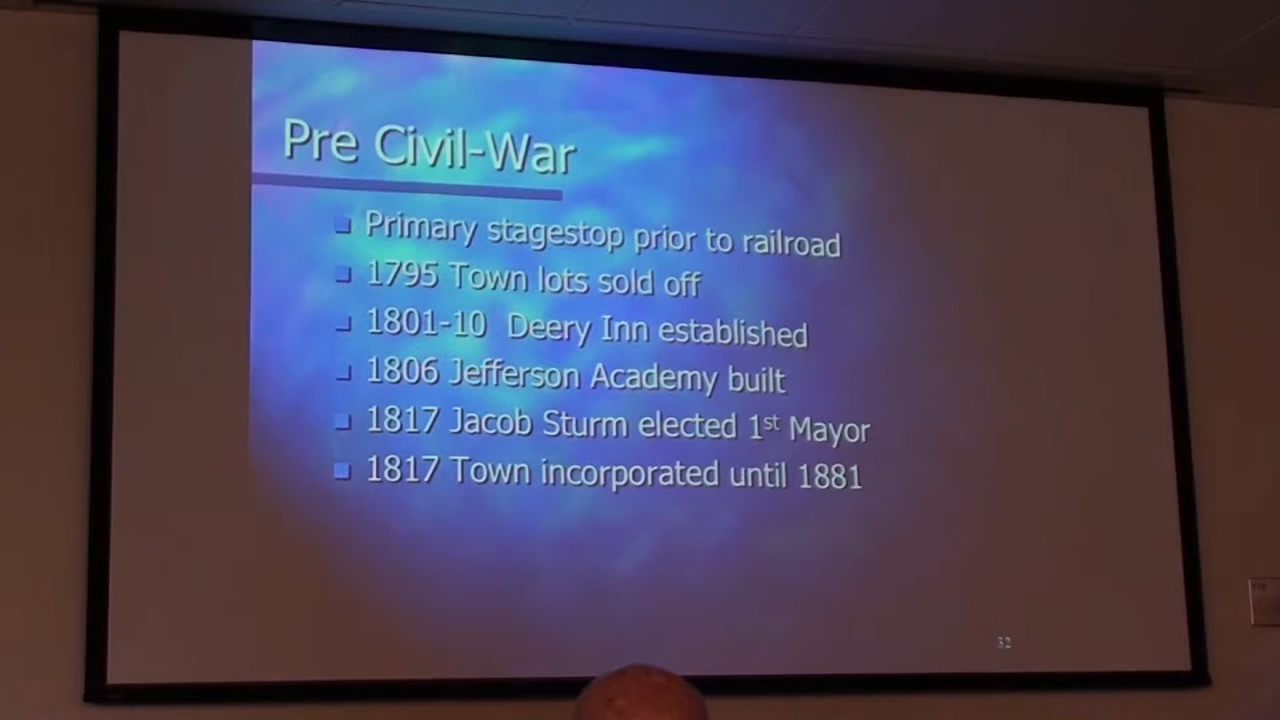 Pre Civil-War
Primary stagestop prior to railroad
1795 Town lots sold off
1801-10 Deery Inn established
1806 Jefferson Academy built
1817 Jacob Sturm elected 1st Mayor
1817 Town incorporated until 1881
32